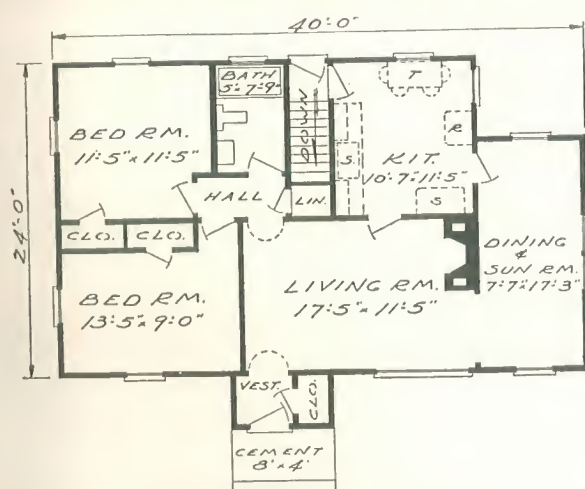 40'-0"
24'-0"
BATH
5'-7'-9"
BED RM.
11'-5" x 11'-5"
DOWN
T
R
S
KIT.
10'-7" x 11'-5"
S
HALL
LIN.
CLO.
CLO.
BED RM.
13'-5" x 9'-0"
LIVING RM.
17'-5" x 11'-5"
DINING
&
SUN RM.
7'-7" x 17'-3"
VEST.
CLO.
CEMENT
8' x 4'